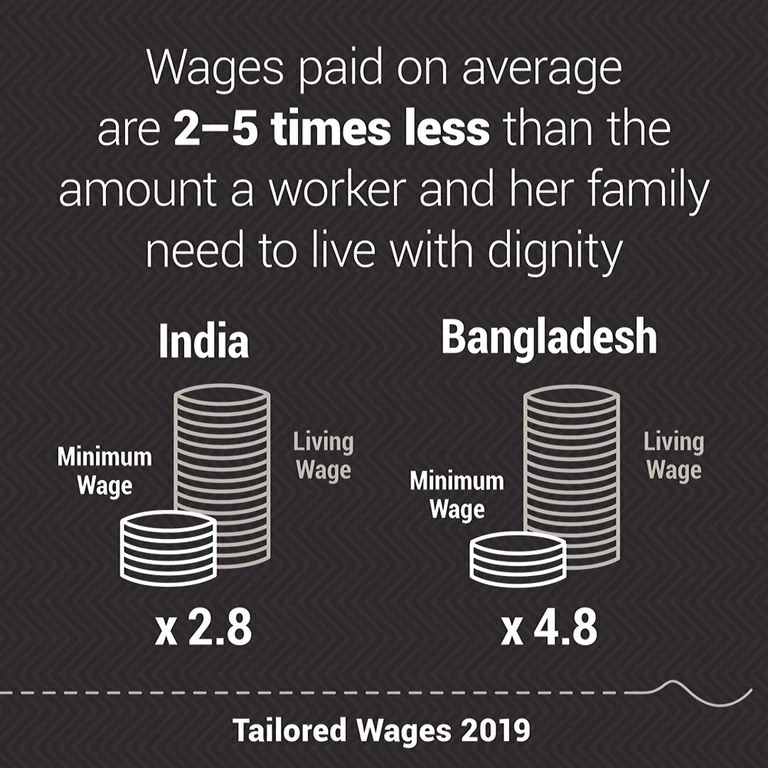 Wages paid on average
are 2–5 times less than the
amount a worker and her family
need to live with dignity
India
Minimum
Wage
Living
Wage
x 2.8
Bangladesh
Minimum
Wage
Living
Wage
x 4.8
Tailored Wages 2019